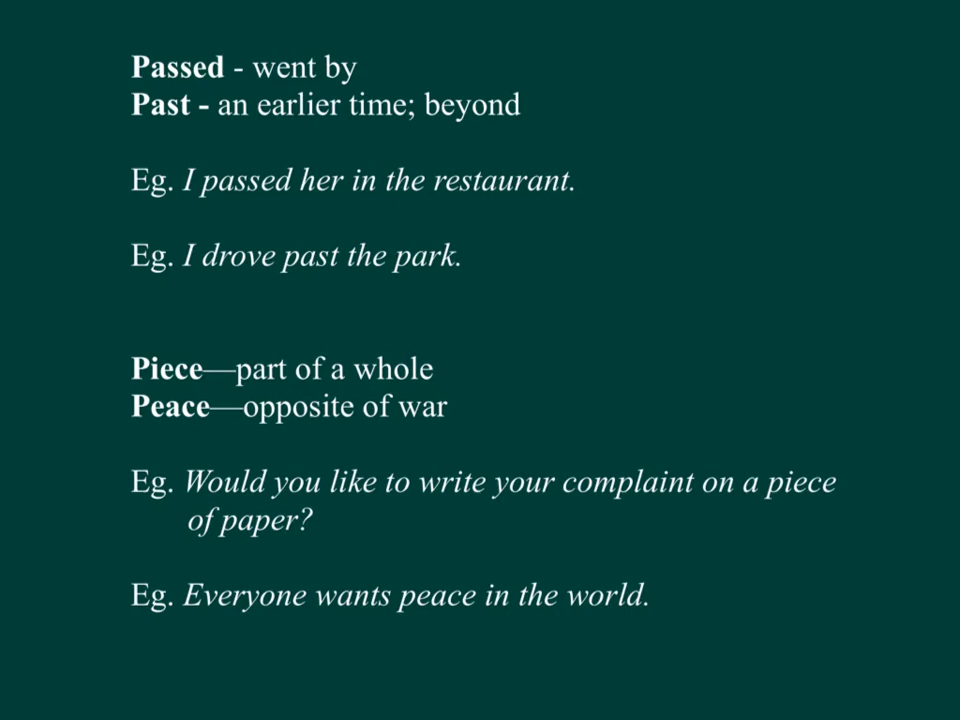 Passed - went by
Past - an earlier time; beyond
Eg. I passed her in the restaurant.
Eg. I drove past the park.
Piece—part of a whole
Peace—opposite of war
Eg. Would you like to write your complaint on a piece
of paper?
Eg. Everyone wants peace in the world.